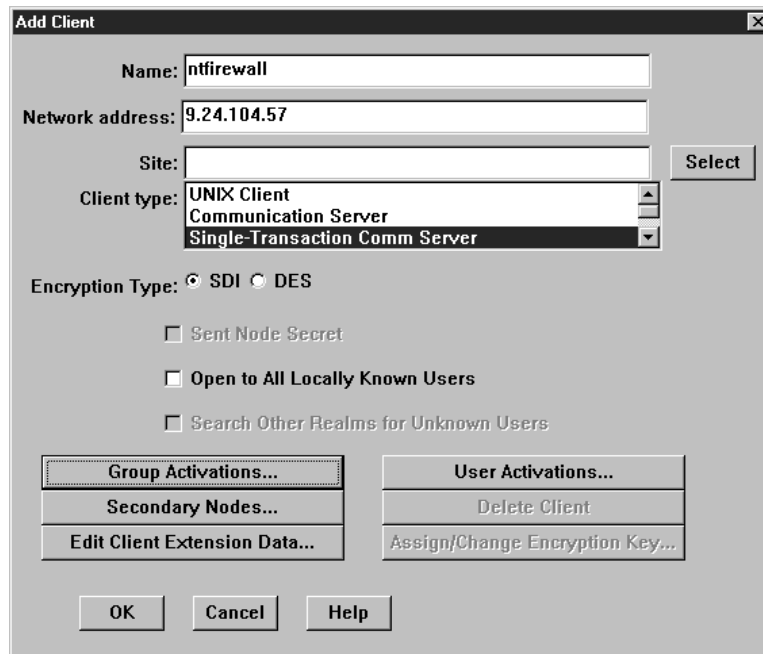 Add Client
Name: ntfirewall
Network address: 9.24.104.57
Site: Select
Client type: UNIX Client
Communication Server
Single-Transaction Comm Server
Encryption Type: SDI DES
Sent Node Secret
Open to All Locally Known Users
Search Other Realms for Unknown Users
Group Activations... User Activations...
Secondary Nodes... Delete Client
Edit Client Extension Data... Assign/Change Encryption Key...
OK Cancel Help